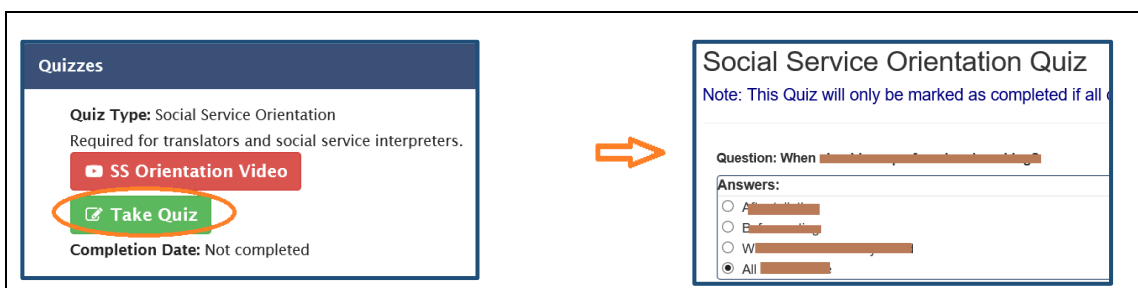 Quizzes
Quiz Type: Social Service Orientation
Required for translators and social service interpreters.
SS Orientation Video
Take Quiz
Completion Date: Not completed
Social Service Orientation Quiz
Note: This Quiz will only be marked as completed if all
Question: When
Answers:
All